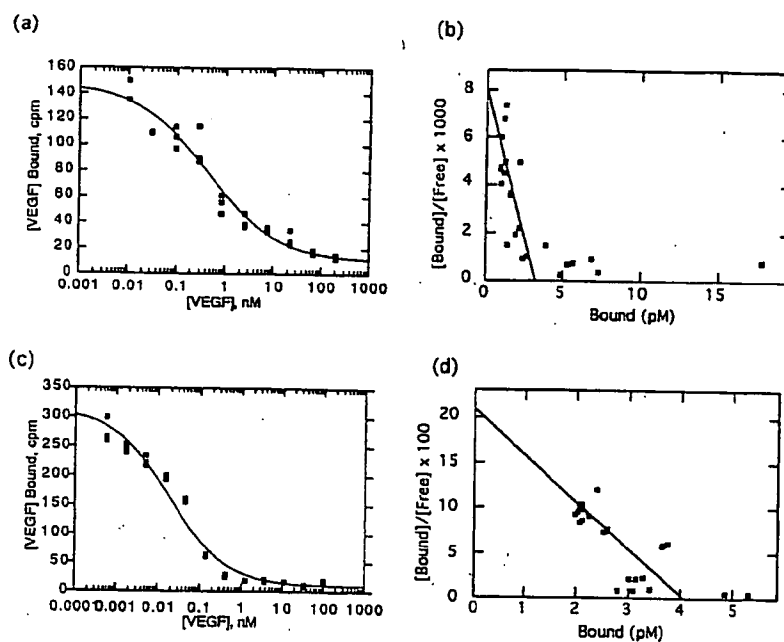 (a)
160
140
120
100
80
60
40
20
0
[VEGF] Bound, cpm
0.001 0.01 0.1 1 10 100 1000
[VEGF], nM
(b)
8
6
4
2
0
[Bound]/[Free] x 1000
0 5 10 15
Bound (pM)
(c)
350
300
250
200
150
100
50
0
[VEGF] Bound, cpm
0.0001 0.001 0.01 0.1 1 10 100 1000
[VEGF], nM
(d)
20
15
10
5
0
[Bound]/[Free] x 100
0 1 2 3 4 5
Bound (pM)